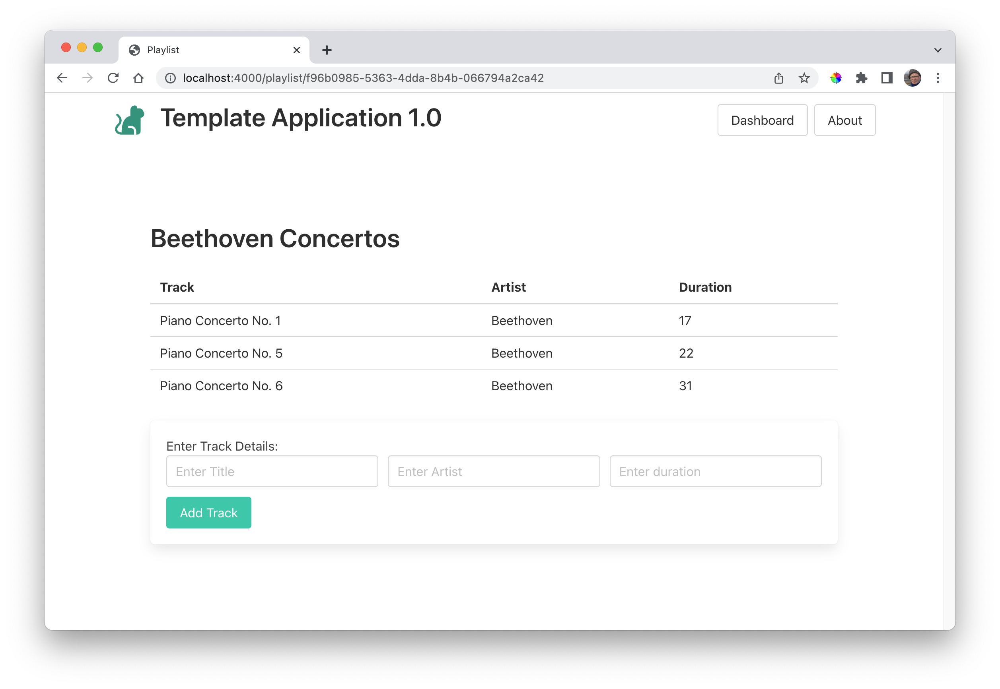 Playlist
localhost:4000/playlist/f96b0985-5363-4dda-8b4b-066794a2ca42
Template Application 1.0
Dashboard About
Beethoven Concertos
Track Artist Duration
Piano Concerto No. 1 Beethoven 17
Piano Concerto No. 5 Beethoven 22
Piano Concerto No. 6 Beethoven 31
Enter Track Details:
Enter Title Enter Artist Enter duration
Add Track